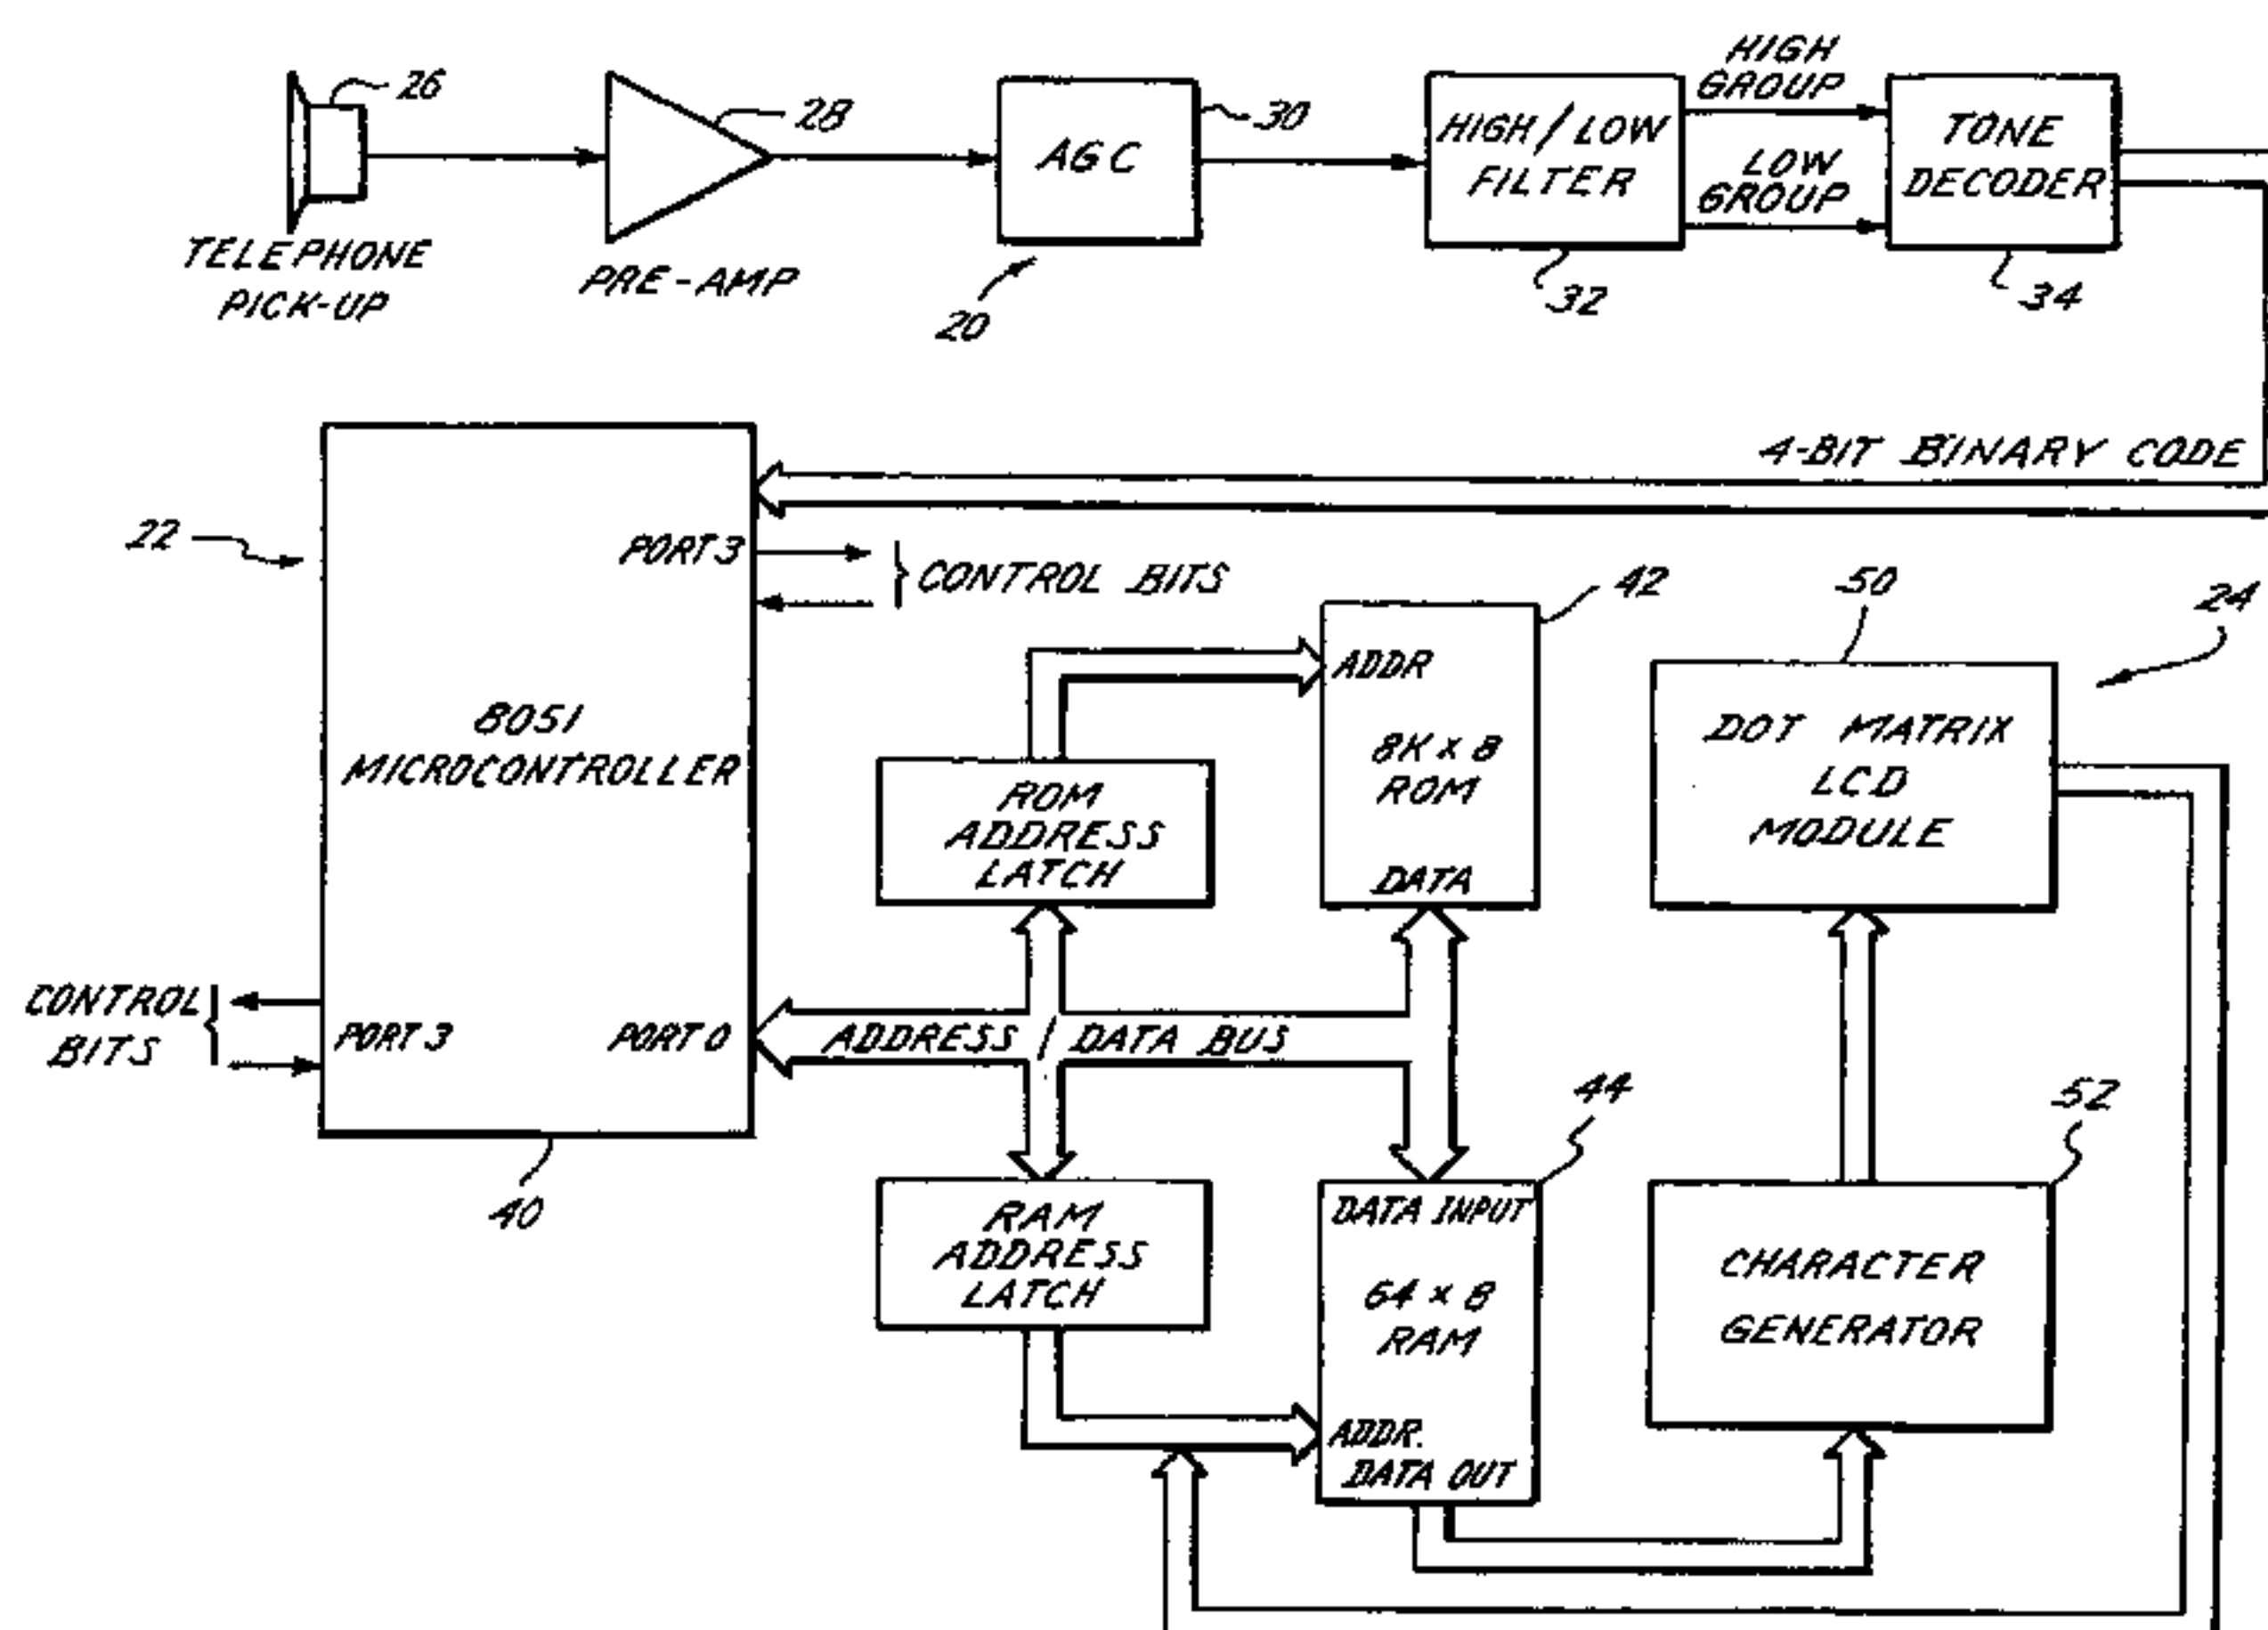 26
28
30
HIGH
GROUP
LOW
GROUP
AGC
HIGH/LOW
FILTER
TONE
DECODER
TELEPHONE
PICK-UP
PRE-AMP
20
32
34
4-BIT BINARY CODE
22
PORT 3
CONTROL BITS
42
50
24
8051
MICROCONTROLLER
ROM
ADDRESS
LATCH
ADDR
8K x 8
ROM
DATA
DOT MATRIX
LCD
MODULE
CONTROL
BITS
PORT 3
PORT 0
ADDRESS / DATA BUS
40
44
52
RAM
ADDRESS
LATCH
DATA INPUT
64 x 8
RAM
ADDR.
DATA OUT
CHARACTER
GENERATOR